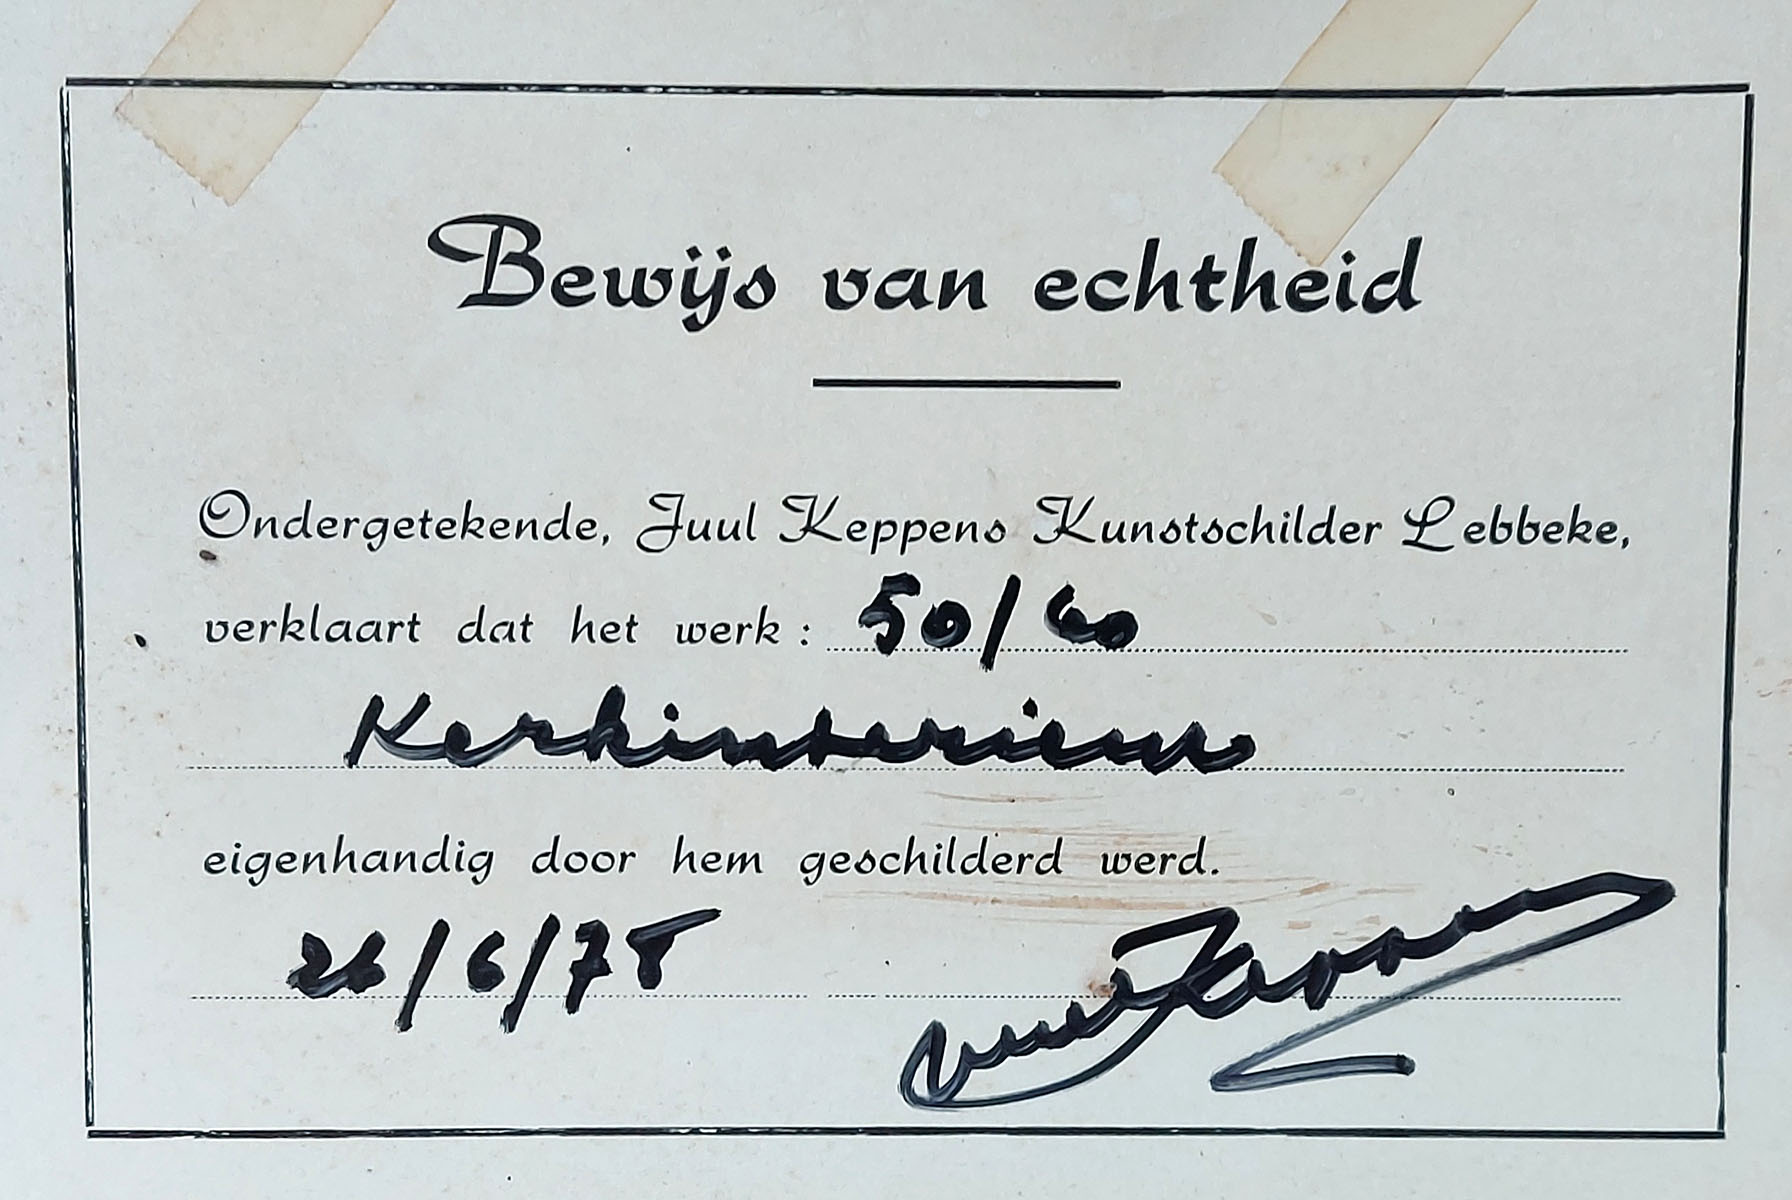 Bewijs van echtheid
Ondergetekende, Juul Keppens Kunstschilder Lebbeke,
verklaart dat het werk : 50/60
Kerkinterieur
eigenhandig door hem geschilderd werd.
26/6/75